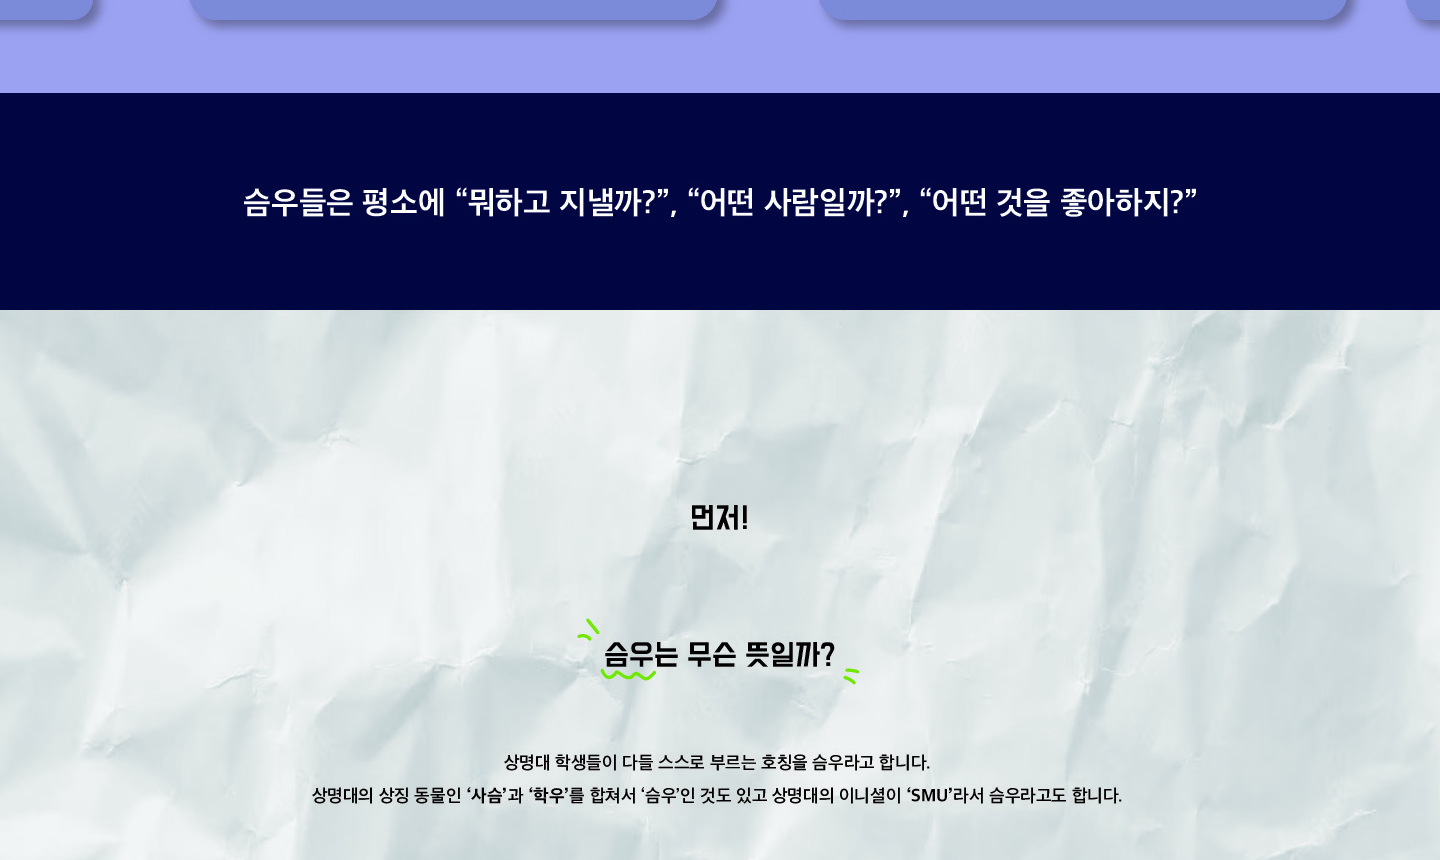 슴우들은 평소에 “뭐하고 지낼까?”, “어떤 사람일까?”, “어떤 것을 좋아하지?”
먼저!
슴우는 무슨 뜻일까?
상명대 학생들이 다들 스스로 부르는 호칭을 슴우라고 합니다.
상명대의 상징 동물인 ‘사슴’과 ‘학우’를 합쳐서 ‘슴우’인 것도 있고 상명대의 이니셜이 ‘SMU’라서 슴우라고도 합니다.